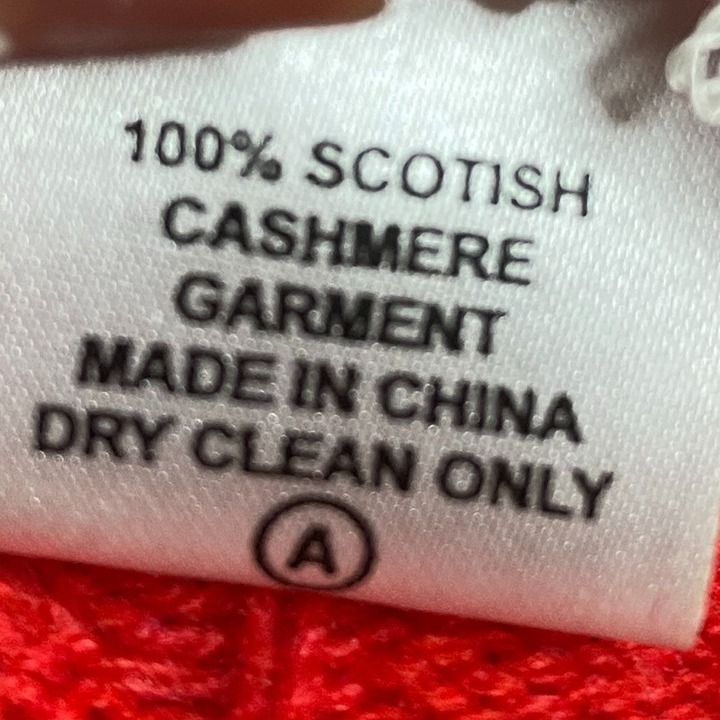 100% SCOTISH
CASHMERE
GARMENT
MADE IN CHINA
DRY CLEAN ONLY
A